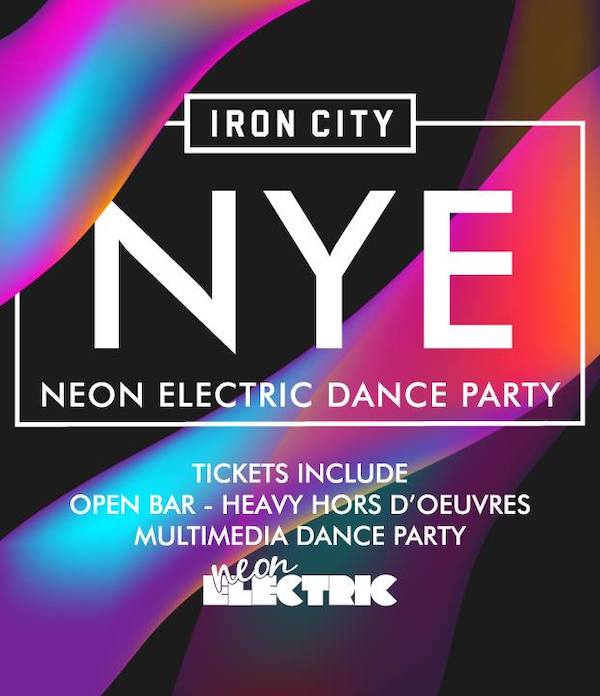 IRON CITY
NYE
NEON ELECTRIC DANCE PARTY
TICKETS INCLUDE
OPEN BAR - HEAVY HORS D’OEUVRES
MULTIMEDIA DANCE PARTY
neon
ELECTRIC